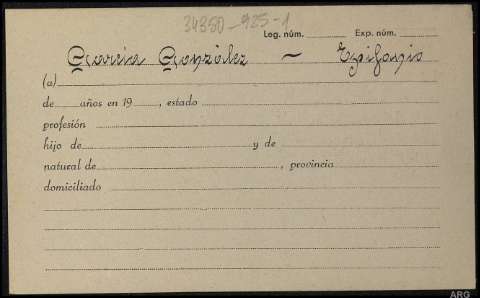 34380-925-1
Leg. núm. Exp. núm.
García González - Epifanio
(a)
de años en 19 , estado
profesión
hijo de y de
natural de , provincia
domiciliado
ARG